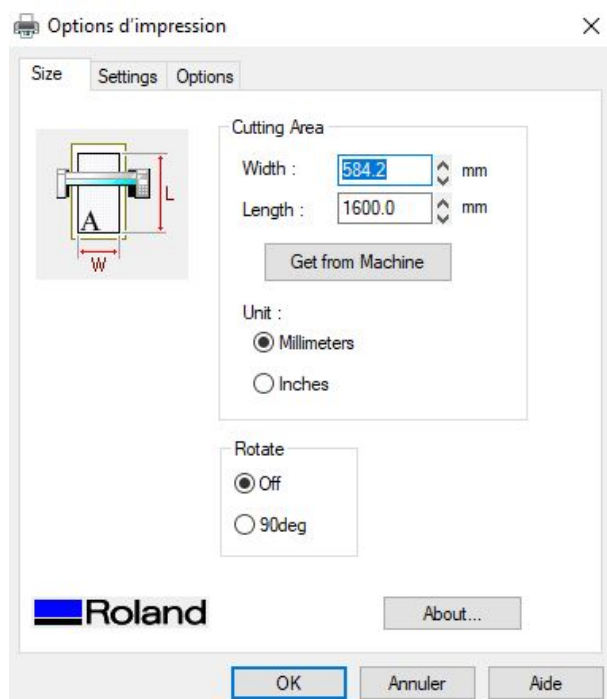 Options d'impression
Size Settings Options
Cutting Area
Width : 584.2 mm
Length : 1600.0 mm
Get from Machine
Unit :
Millimeters
Inches
A
L
W
Rotate
Off
90deg
Roland
About...
OK Annuler Aide